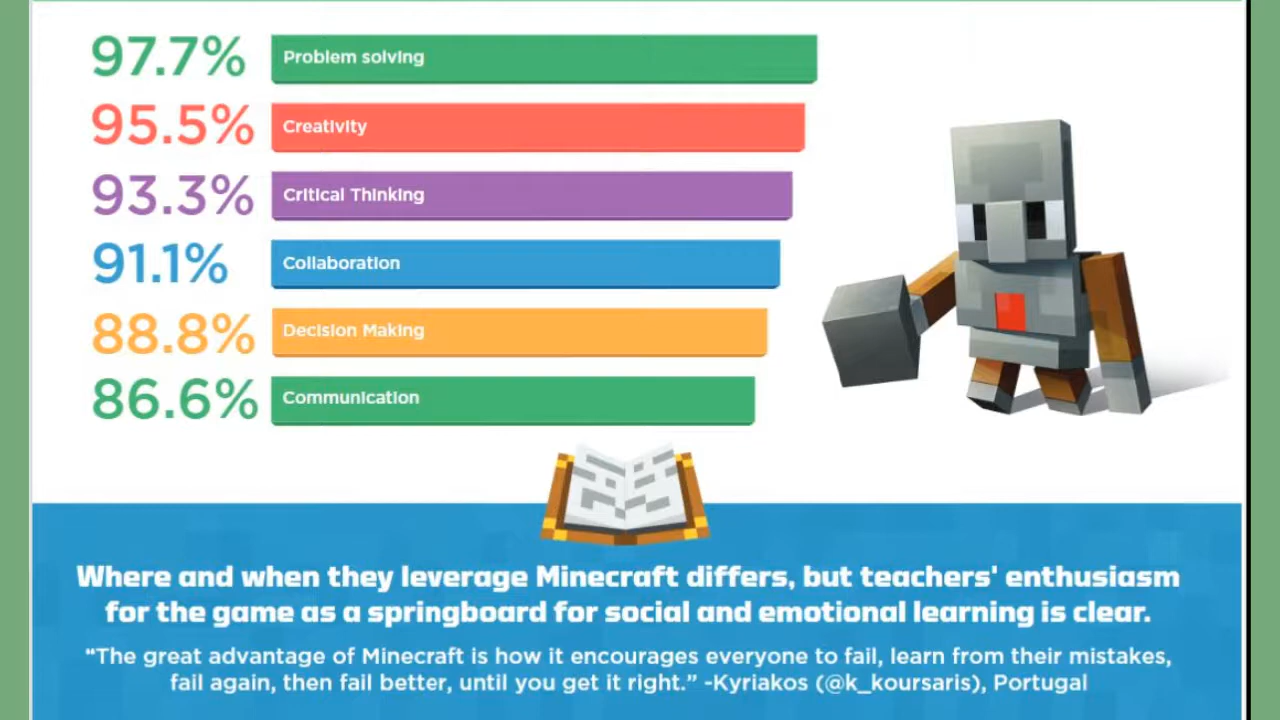 97.7% Problem solving
95.5% Creativity
93.3% Critical Thinking
91.1% Collaboration
88.8% Decision Making
86.6% Communication
Where and when they leverage Minecraft differs, but teachers' enthusiasm
for the game as a springboard for social and emotional learning is clear.
“The great advantage of Minecraft is how it encourages everyone to fail, learn from their mistakes,
fail again, then fail better, until you get it right.” -Kyriakos (@k_koursaris), Portugal